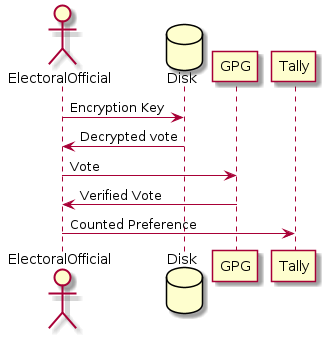 ElectoralOfficial Disk GPG Tally
Encryption Key
Decrypted vote
Vote
Verified Vote
Counted Preference
ElectoralOfficial Disk GPG Tally